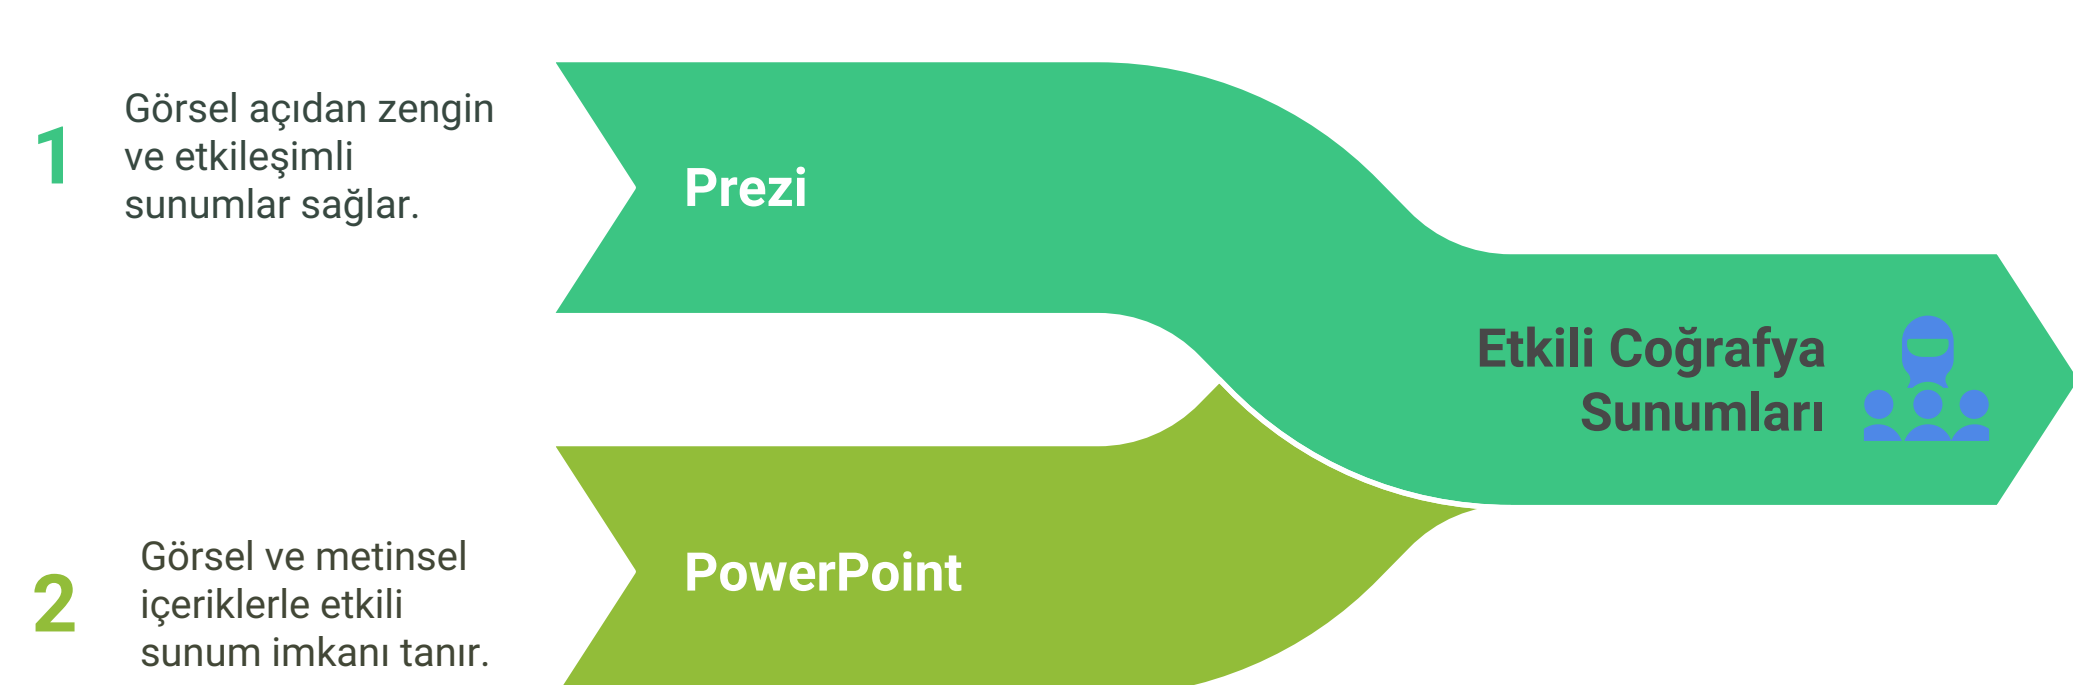 1
Görsel açıdan zengin
ve etkileşimli
sunumlar sağlar.
Prezi
Etkili Coğrafya
Sunumları
2
Görsel ve metinsel
içeriklerle etkili
sunum imkanı tanır.
PowerPoint